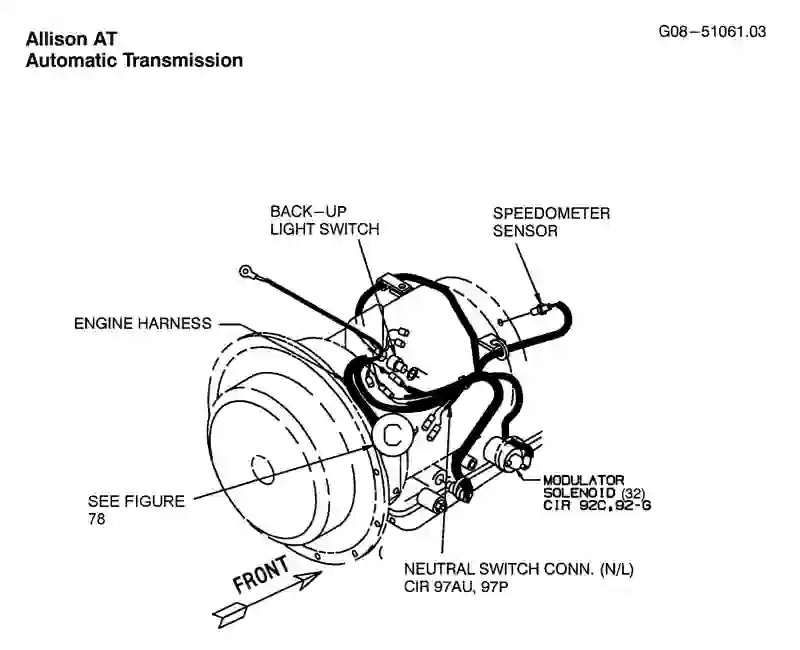 Allison AT
Automatic Transmission
G08-51061.03
BACK-UP
LIGHT SWITCH
SPEEDOMETER
SENSOR
ENGINE HARNESS
C
SEE FIGURE
78
MODULATOR
SOLENOID (32)
CIR 92C,92-G
FRONT
NEUTRAL SWITCH CONN. (N/L)
CIR 97AU, 97P